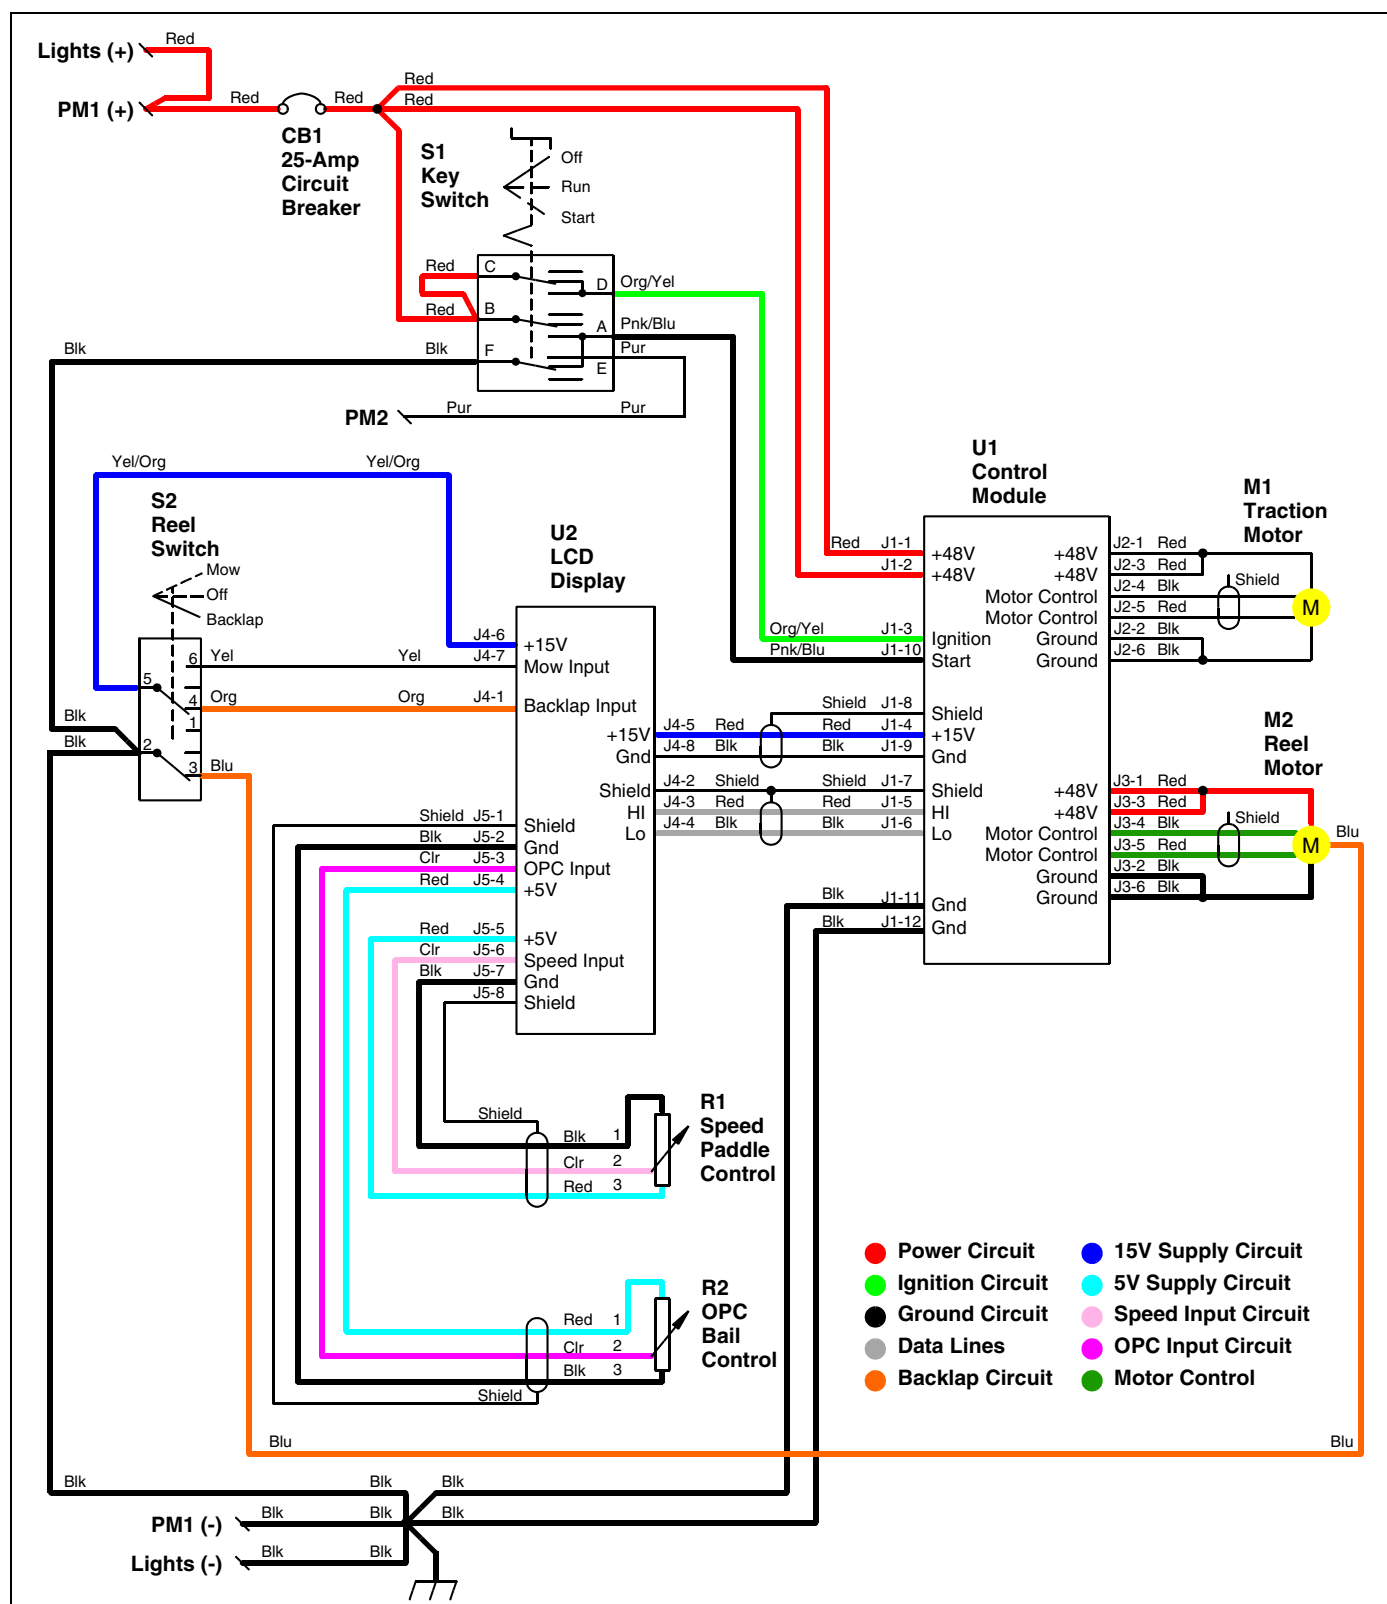 Lights (+)
Red
PM1 (+)
Red
Red
Red
Red
CB1
25-Amp
Circuit
Breaker
S1
Key
Switch
Off
Run
Start
Red
C
D
Org/Yel
Red
B
A
Pnk/Blu
Blk
Blk
F
E
Pur
PM2
Pur
Pur
Yel/Org
Yel/Org
S2
Reel
Switch
Mow
Off
Backlap
U2
LCD
Display
U1
Control
Module
M1
Traction
Motor
6
Yel
Yel
5
4
Org
Org
1
Blk
Blk
2
3
Blu
J4-6
+15V
J4-7
Mow Input
J4-1
Backlap Input
+15V
J4-5
Red
Gnd
J4-8
Blk
Shield
J4-2
Shield
HI
J4-3
Red
Lo
J4-4
Blk
Shield
J5-1
Shield
Blk
J5-2
Gnd
Clr
J5-3
OPC Input
Red
J5-4
+5V
Red
J5-5
+5V
Clr
J5-6
Speed Input
Blk
J5-7
Gnd
J5-8
Shield
Red
J1-1
+48V
J1-2
+48V
Org/Yel
J1-3
Ignition
Pnk/Blu
J1-10
Start
Shield
J1-8
Shield
Red
J1-4
+15V
Blk
J1-9
Gnd
Shield
J1-7
Shield
Red
J1-5
HI
Blk
J1-6
Lo
Blk
J1-11
Gnd
Blk
J1-12
Gnd
+48V
J2-1
Red
+48V
J2-3
Red
Motor Control
J2-4
Blk
Motor Control
J2-5
Red
Ground
J2-2
Blk
Ground
J2-6
Blk
Shield
M
M2
Reel
Motor
+48V
J3-1
Red
+48V
J3-3
Red
Motor Control
J3-4
Blk
Motor Control
J3-5
Red
Ground
J3-2
Blk
Ground
J3-6
Blk
Shield
M
Blu
Shield
Blk
1
Clr
2
Red
3
R1
Speed
Paddle
Control
Red
1
Clr
2
Blk
3
Shield
R2
OPC
Bail
Control
Power Circuit
Ignition Circuit
Ground Circuit
Data Lines
Backlap Circuit
15V Supply Circuit
5V Supply Circuit
Speed Input Circuit
OPC Input Circuit
Motor Control
Blu
Blu
Blk
Blk
Blk
PM1 (-)
Blk
Blk
Blk
Lights (-)
Blk
Blk